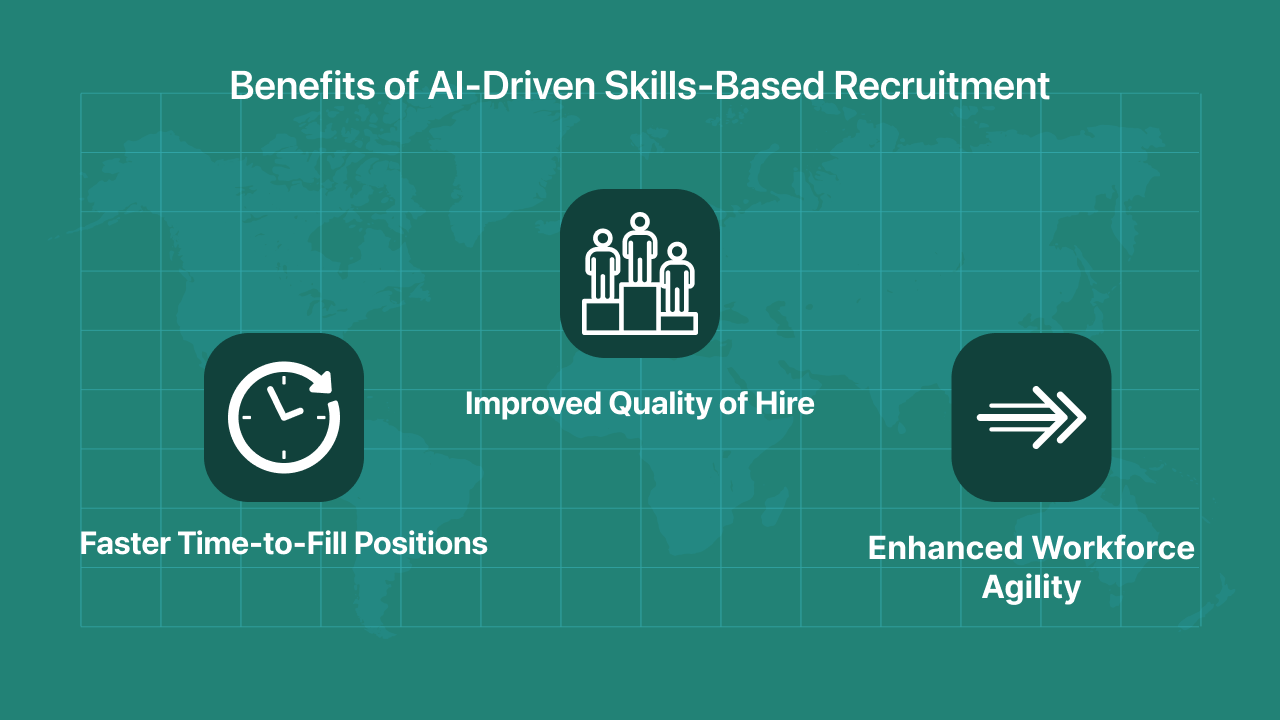 Benefits of AI-Driven Skills-Based Recruitment
Improved Quality of Hire
Faster Time-to-Fill Positions
Enhanced Workforce
Agility